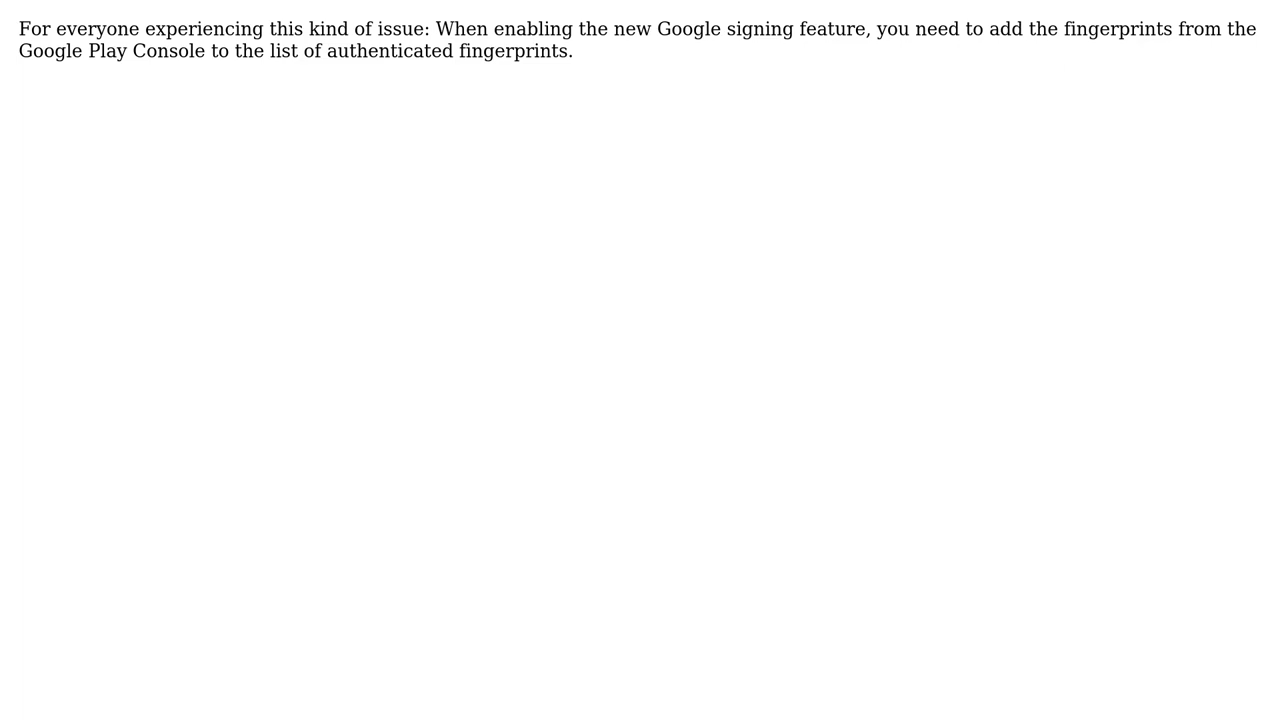 For everyone experiencing this kind of issue: When enabling the new Google signing feature, you need to add the fingerprints from the
Google Play Console to the list of authenticated fingerprints.